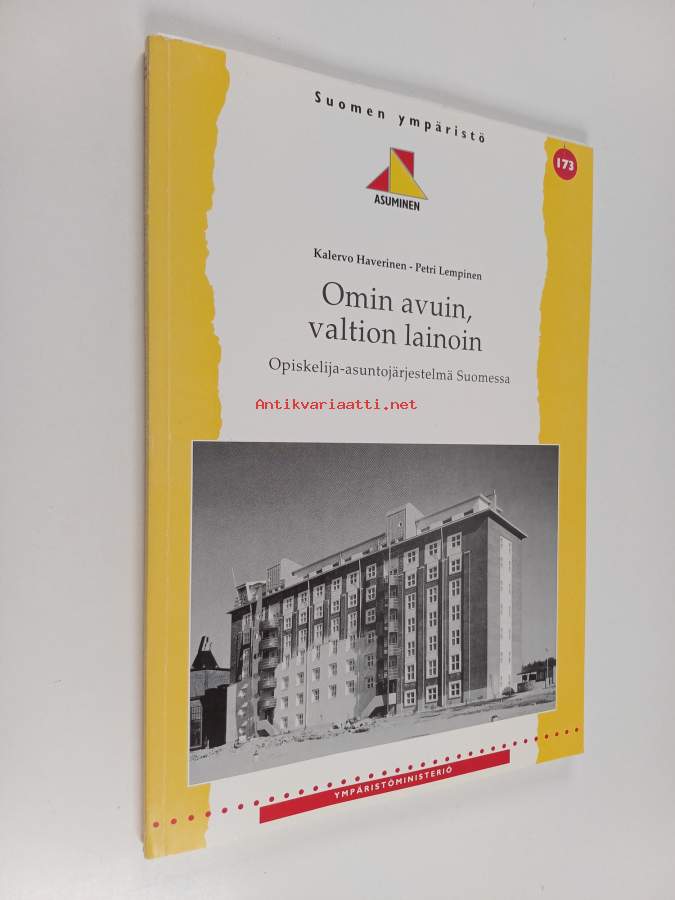 Suomen ympäristö
173
ASUMINEN
Kalervo Haverinen - Petri Lempinen
Omin avuin,
valtion lainoin
Opiskelija-asuntojärjestelmä Suomessa
Antikvariaatti.net
YMPÄRISTÖMINISTERIÖ